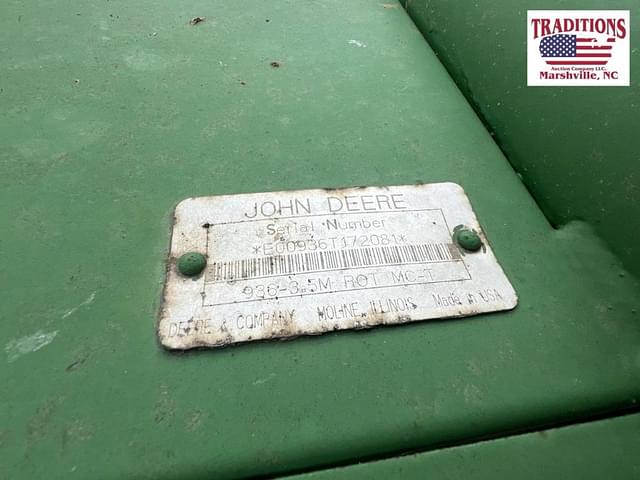 TRADITIONS
Auction Company LLC.
Marshville, NC
JOHN DEERE
Serial Number
*E00936T172081*
936-3.5M ROT MC-T
DEERE & COMPANY MOLINE, ILLINOIS Made in USA